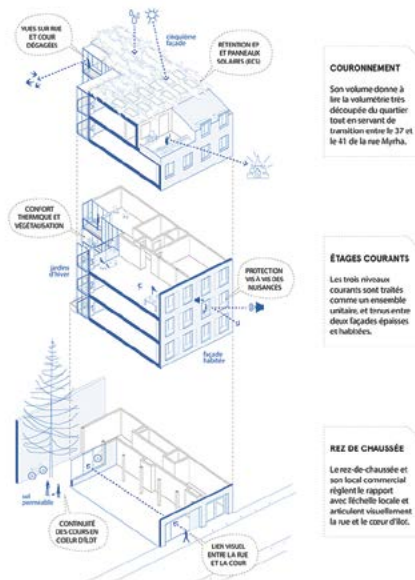 VUES SUR RUE
ET COUR
DÉGAGÉES
cinquième
façade
RETENTION EP
ET PANNEAUX
SOLAIRES (ECS)
COURONNEMENT
Son volume donne à
lire la volumétrie très
découpée du quartier
tout en servant de
transition entre le 37 et
le 41 de la rue Myrha.
CONFORT
THERMIQUE ET
VÉGÉTALISATION
jardins
d'hiver
PROTECTION
VIS À VIS DES
NUISANCES
façade
habitée
ÉTAGES COURANTS
Les trois niveaux
courants sont traités
comme un ensemble
unitaire, et tenus entre
deux façades épaisses
et habitées.
sol
perméable
CONTINUITÉ
DES COURS EN
COEUR D'ÎLOT
LIEN VISUEL
ENTRE LA RUE
ET LA COUR
REZ DE CHAUSSÉE
Le rez-de-chaussée et
son local commercial
règlent le rapport
avec l'échelle locale et
articulent visuellement
la rue et le cœur d'îlot.